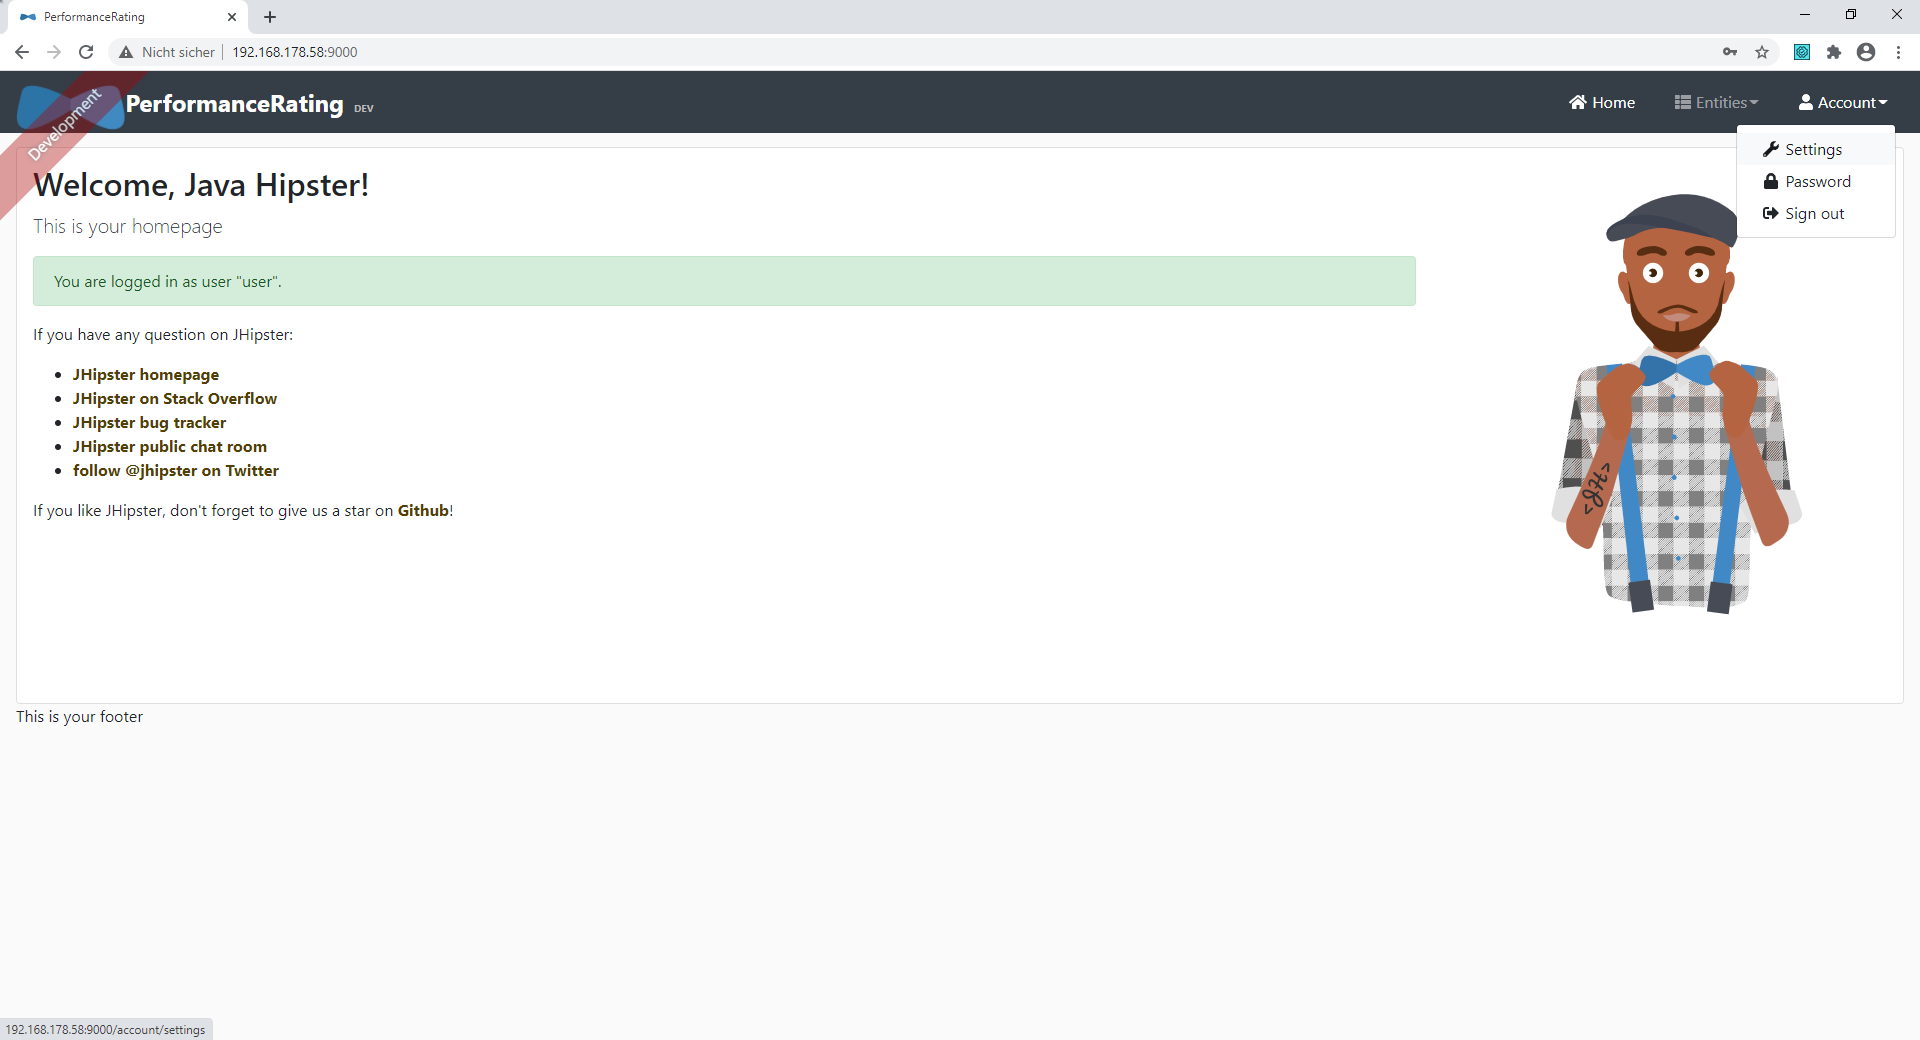 PerformanceRating
Nicht sicher 192.168.178.58:9000
Development
PerformanceRating DEV
Home Entities Account
Settings
Password
Sign out
Welcome, Java Hipster!
This is your homepage
You are logged in as user "user".
If you have any question on JHipster:
JHipster homepage
JHipster on Stack Overflow
JHipster bug tracker
JHipster public chat room
follow @jhipster on Twitter
If you like JHipster, don't forget to give us a star on Github!
<JH>
This is your footer
192.168.178.58:9000/account/settings